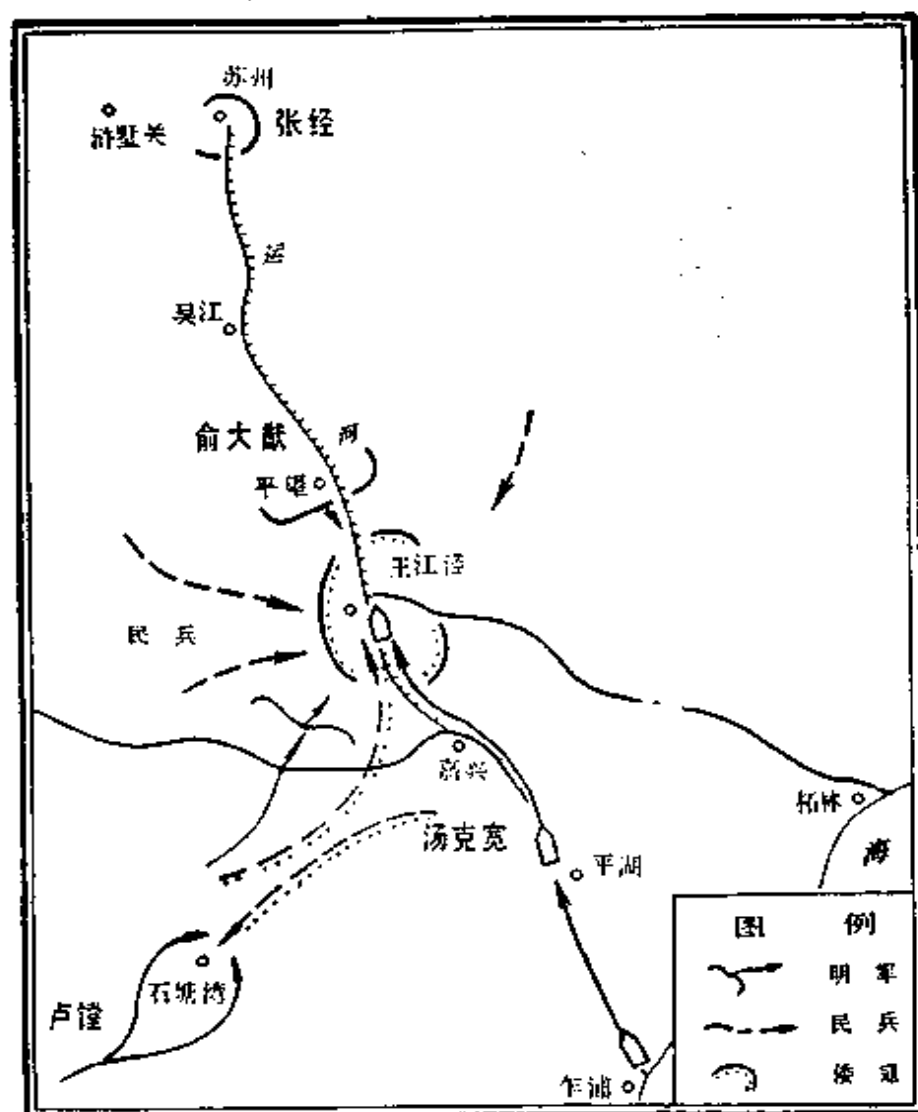 苏州
浒墅关
张经
运
吴江
俞大猷
河
平望
王江泾
民兵
嘉兴
汤克宽
柘林
海
平湖
石塘湾
卢镗
乍浦
图例
明军
民兵
倭寇